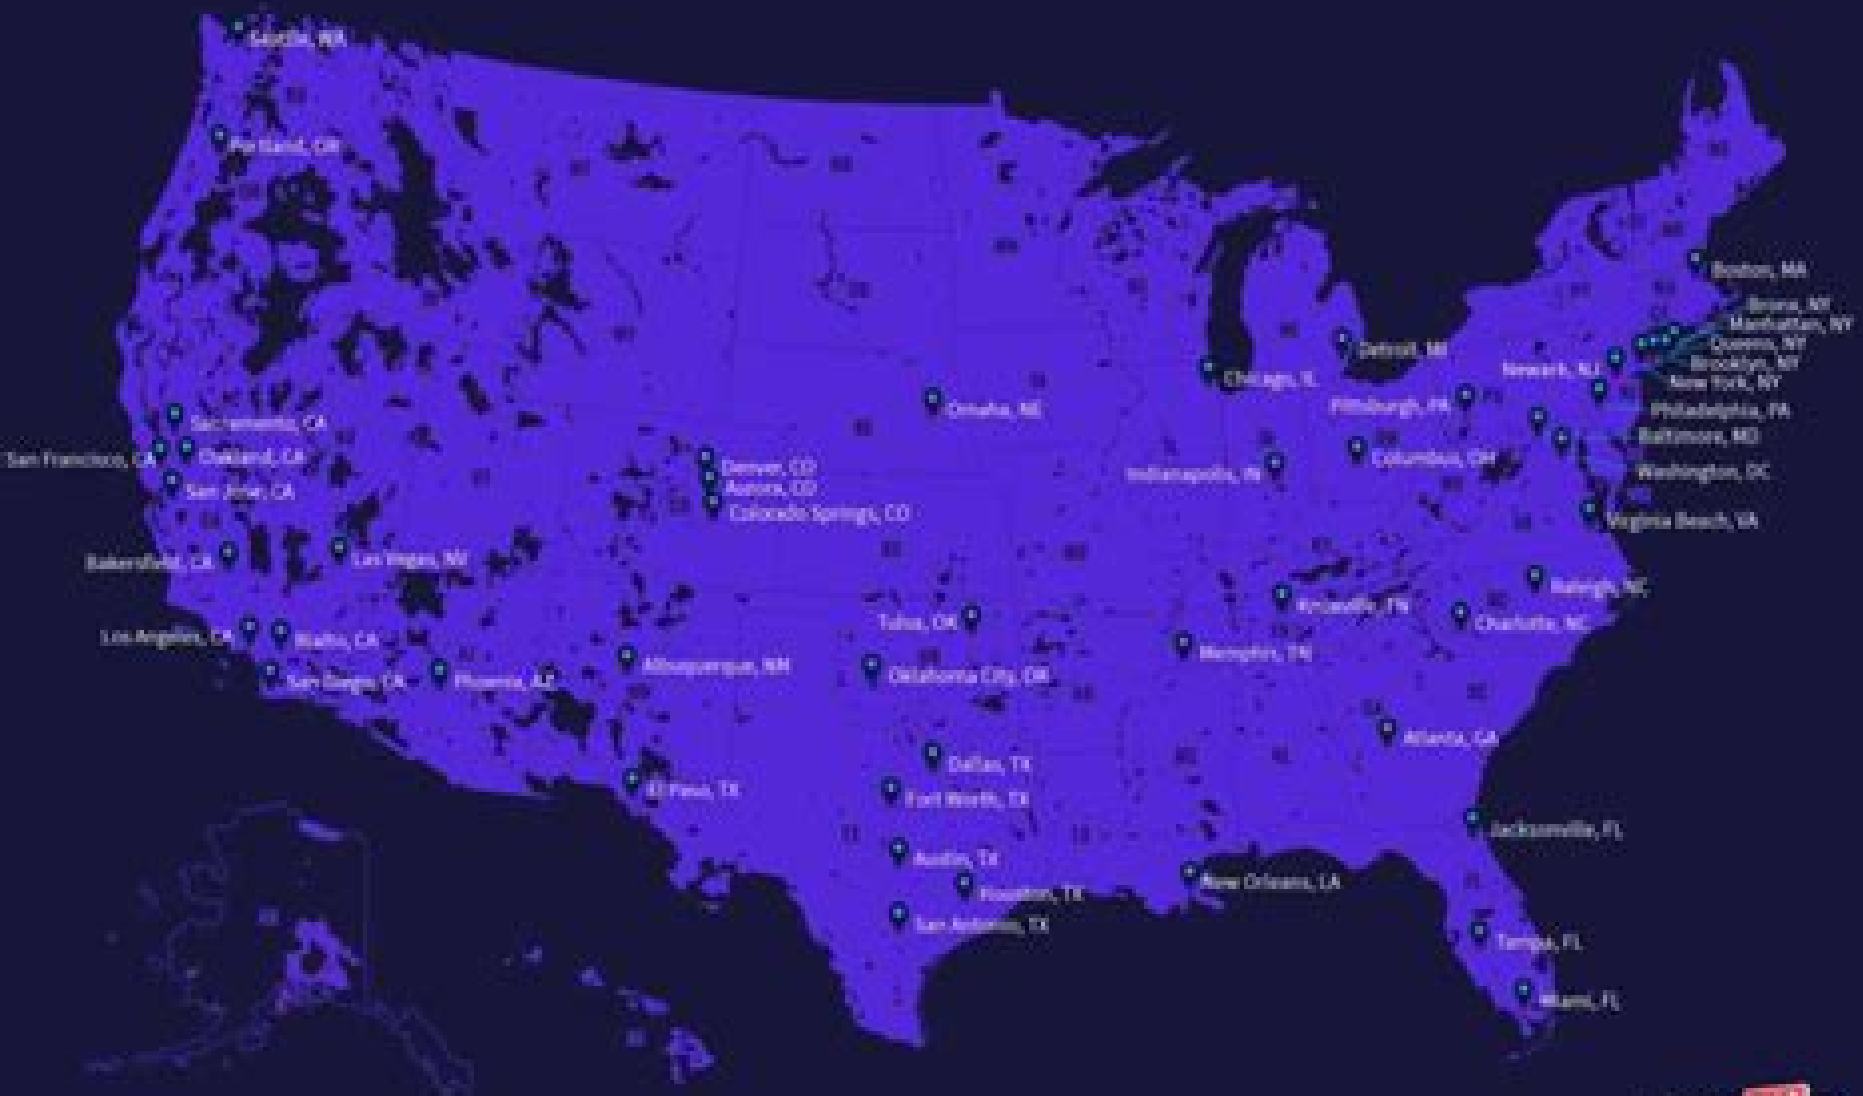 Seattle, WA
Portland, OR
Boston, MA
Bronx, NY
Manhattan, NY
Queens, NY
Brooklyn, NY
New York, NY
Newark, NJ
Detroit, MI
Chicago, IL
Pittsburgh, PA
Philadelphia, PA
Omaha, NE
Sacramento, CA
Baltimore, MD
San Francisco, CA
Oakland, CA
Denver, CO
Columbus, OH
Indianapolis, IN
Washington, DC
Aurora, CO
San Jose, CA
Colorado Springs, CO
Virginia Beach, VA
Bakersfield, CA
Las Vegas, NV
Raleigh, NC
Knoxville, TN
Tulsa, OK
Charlotte, NC
Los Angeles, CA
Rialto, CA
Memphis, TN
Albuquerque, NM
Oklahoma City, OK
San Diego, CA
Phoenix, AZ
Atlanta, GA
Dallas, TX
El Paso, TX
Fort Worth, TX
Jacksonville, FL
Austin, TX
New Orleans, LA
Houston, TX
San Antonio, TX
Tampa, FL
Miami, FL